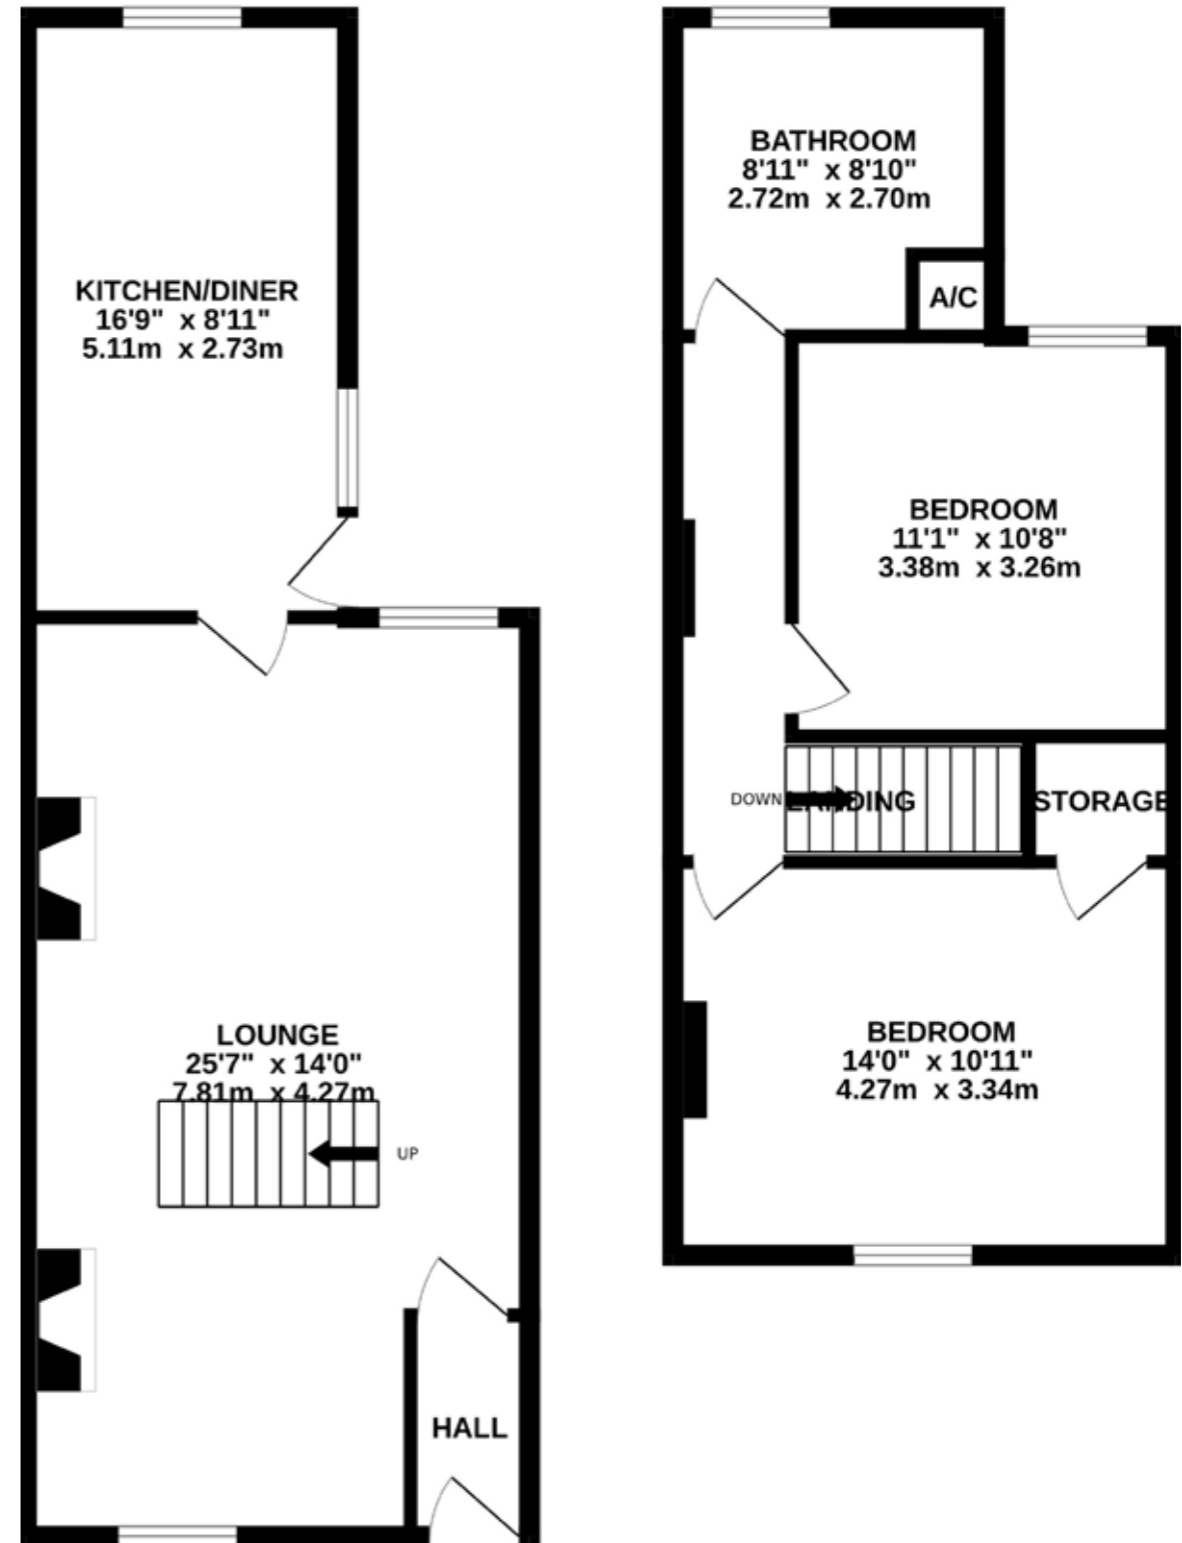 KITCHEN/DINER
16'9" x 8'11"
5.11m x 2.73m
LOUNGE
25'7" x 14'0"
7.81m x 4.27m
UP
HALL
BATHROOM
8'11" x 8'10"
2.72m x 2.70m
A/C
BEDROOM
11'1" x 10'8"
3.38m x 3.26m
DOWN
LANDING
STORAGE
BEDROOM
14'0" x 10'11"
4.27m x 3.34m